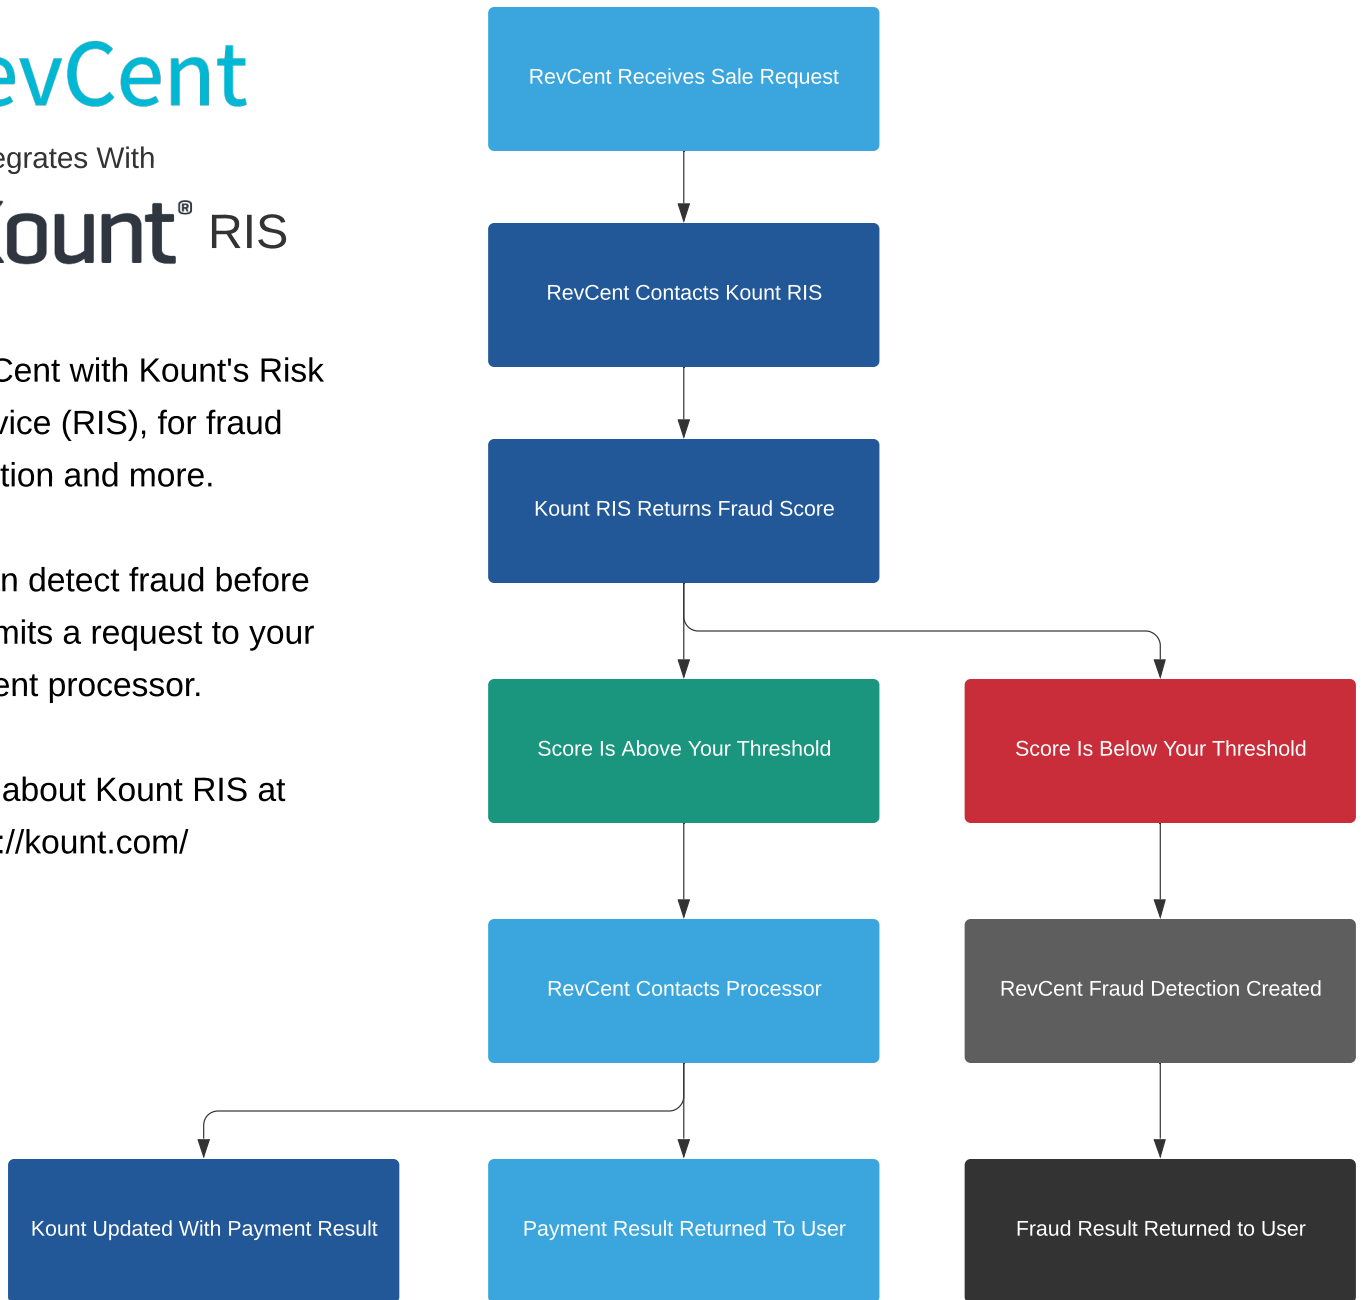 evCent
egrates With
Kount® RIS
Cent with Kount's Risk
vice (RIS), for fraud
tion and more.
n detect fraud before
mits a request to your
ent processor.
about Kount RIS at
://kount.com/
RevCent Receives Sale Request
RevCent Contacts Kount RIS
Kount RIS Returns Fraud Score
Score Is Above Your Threshold
Score Is Below Your Threshold
RevCent Contacts Processor
RevCent Fraud Detection Created
Kount Updated With Payment Result
Payment Result Returned To User
Fraud Result Returned to User